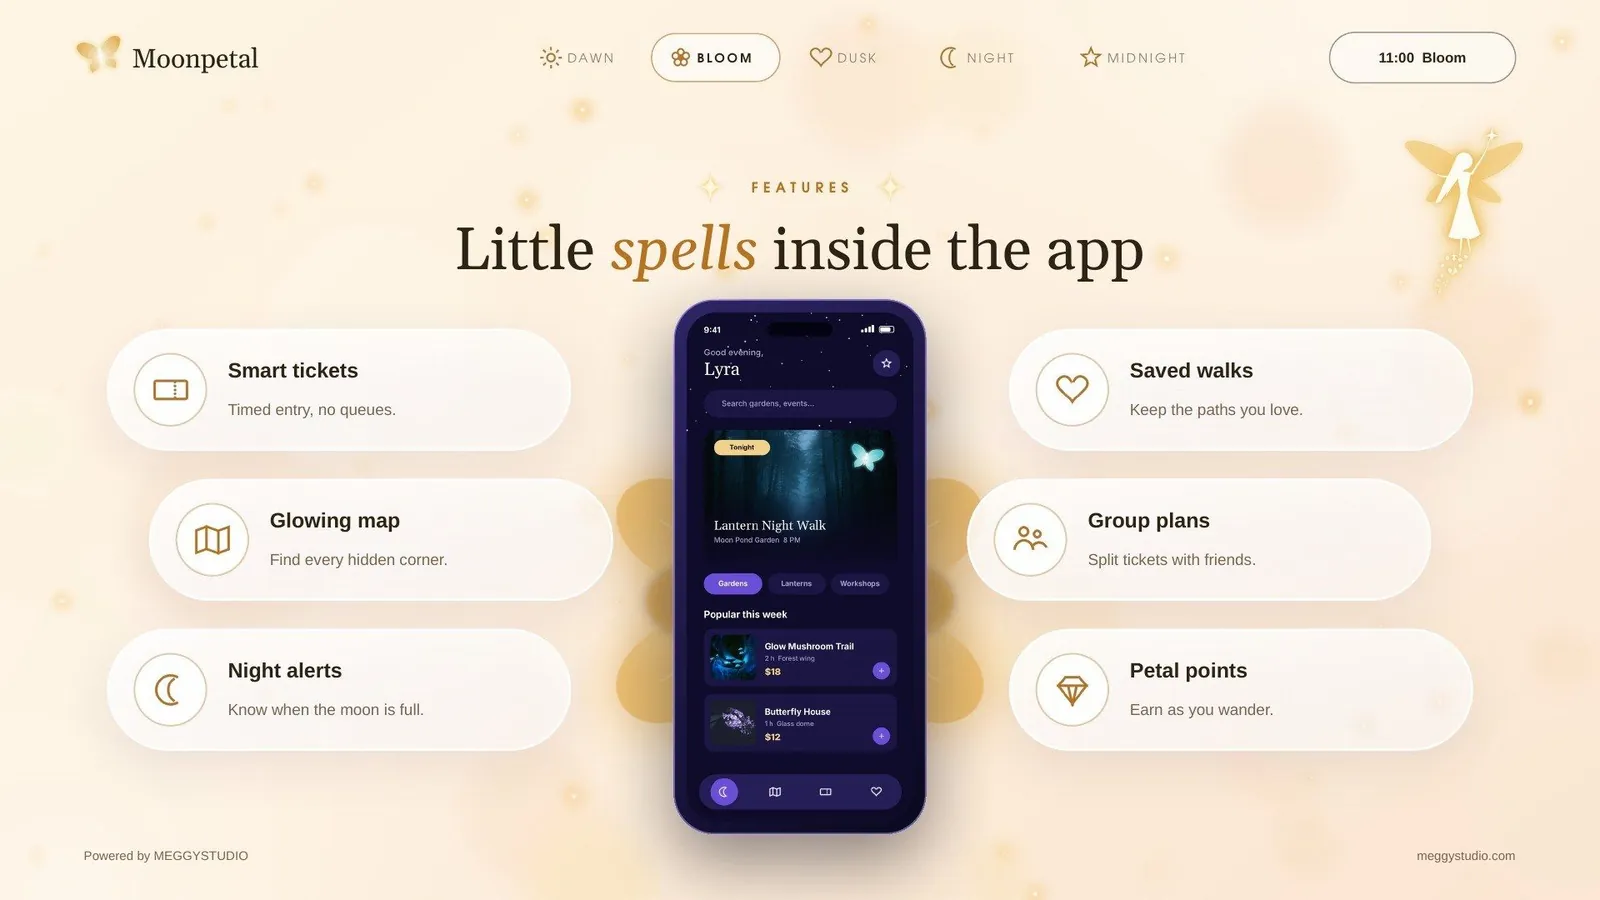 Moonpetal
DAWN
BLOOM
DUSK
NIGHT
MIDNIGHT
11:00 Bloom
FEATURES
Little spells inside the app
Smart tickets
Timed entry, no queues.
Glowing map
Find every hidden corner.
Night alerts
Know when the moon is full.
9:41
Good evening,
Lyra
Search gardens, events...
Tonight
Lantern Night Walk
Moon Pond Garden 8 PM
Gardens
Lanterns
Workshops
Popular this week
Glow Mushroom Trail
2 h Forest wing
$18
+
Butterfly House
1 h Glass dome
$12
+
Saved walks
Keep the paths you love.
Group plans
Split tickets with friends.
Petal points
Earn as you wander.
Powered by MEGGYSTUDIO
meggystudio.com